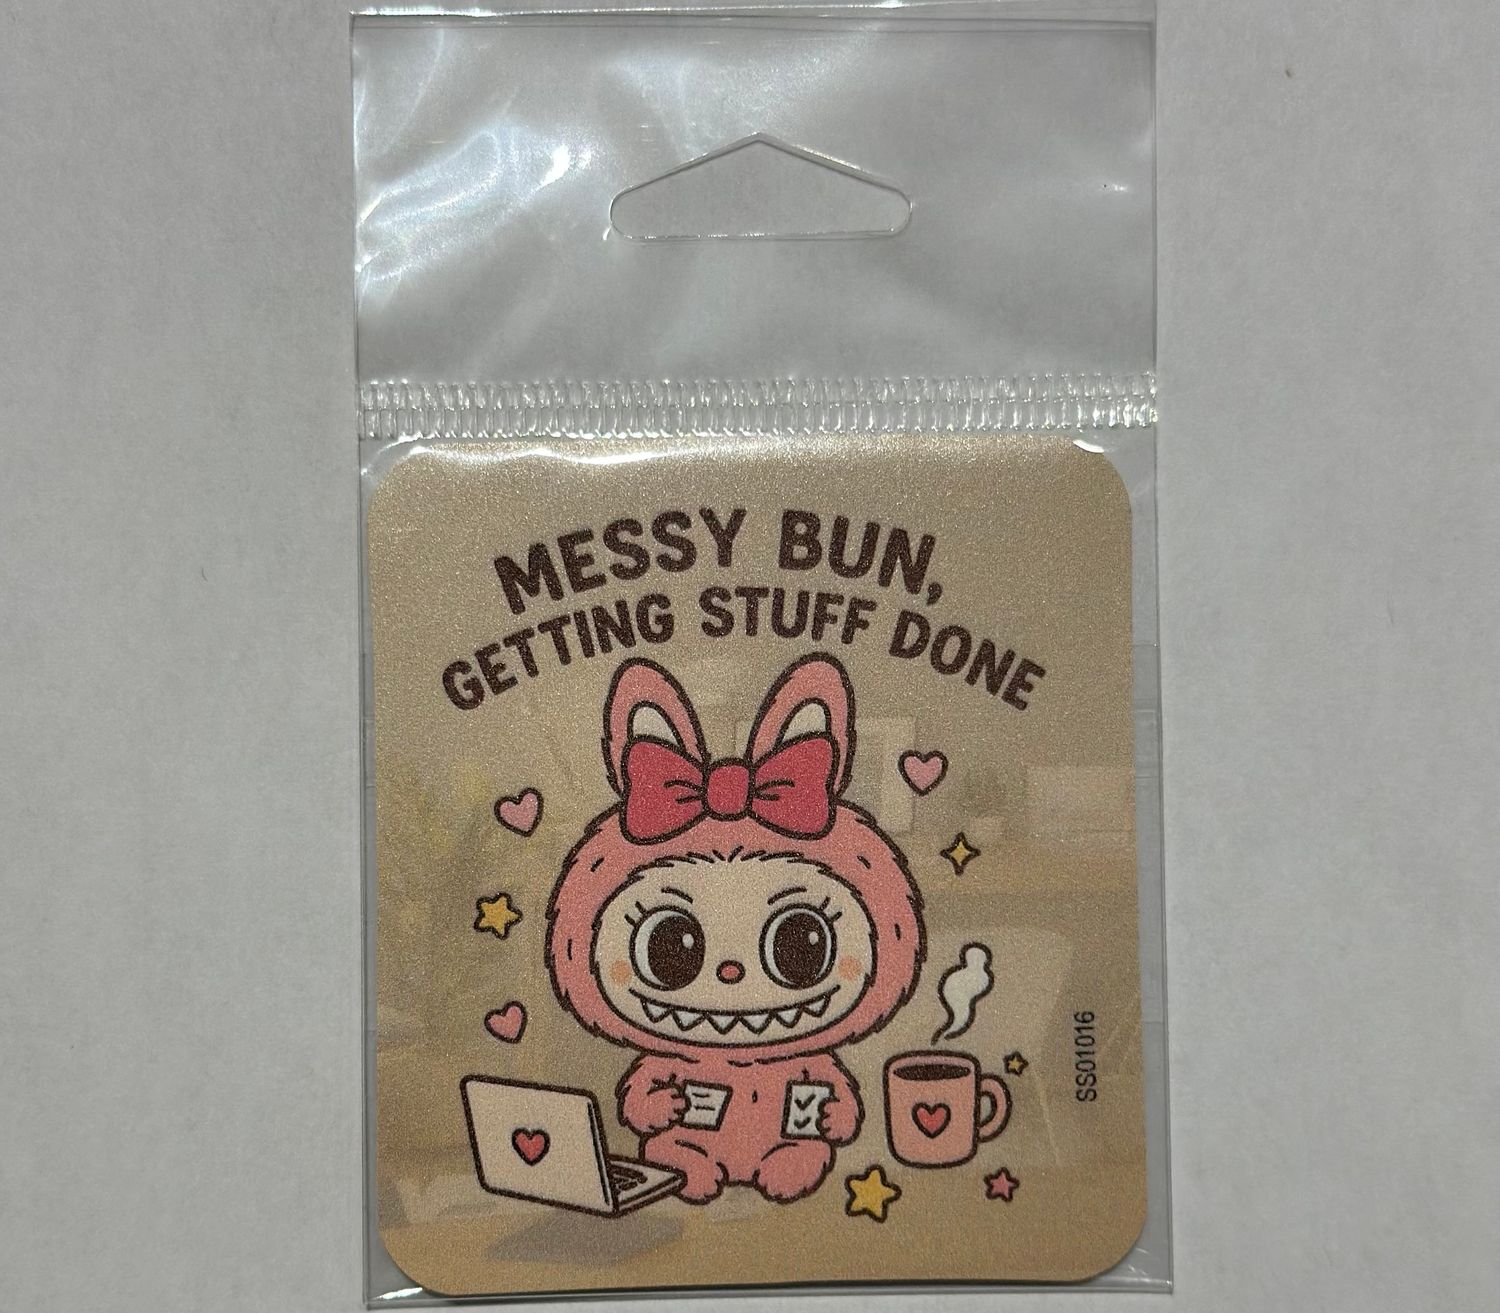 MESSY BUN,
GETTING STUFF DONE
SS01016